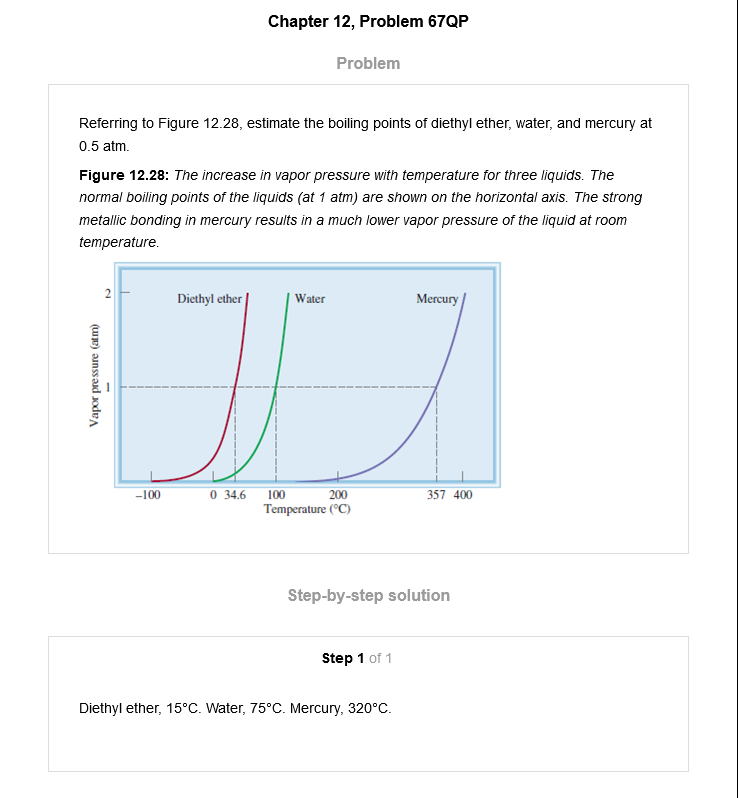 Chapter 12, Problem 67QP
Problem
Referring to Figure 12.28, estimate the boiling points of diethyl ether, water, and mercury at
0.5 atm.
Figure 12.28: The increase in vapor pressure with temperature for three liquids. The
normal boiling points of the liquids (at 1 atm) are shown on the horizontal axis. The strong
metallic bonding in mercury results in a much lower vapor pressure of the liquid at room
temperature.
2
Diethyl ether
Water
Mercury
Vapor pressure (atm)
1
–100 0 34.6 100 200 357 400
Temperature (°C)
Step-by-step solution
Step 1 of 1
Diethyl ether, 15°C. Water, 75°C. Mercury, 320°C.